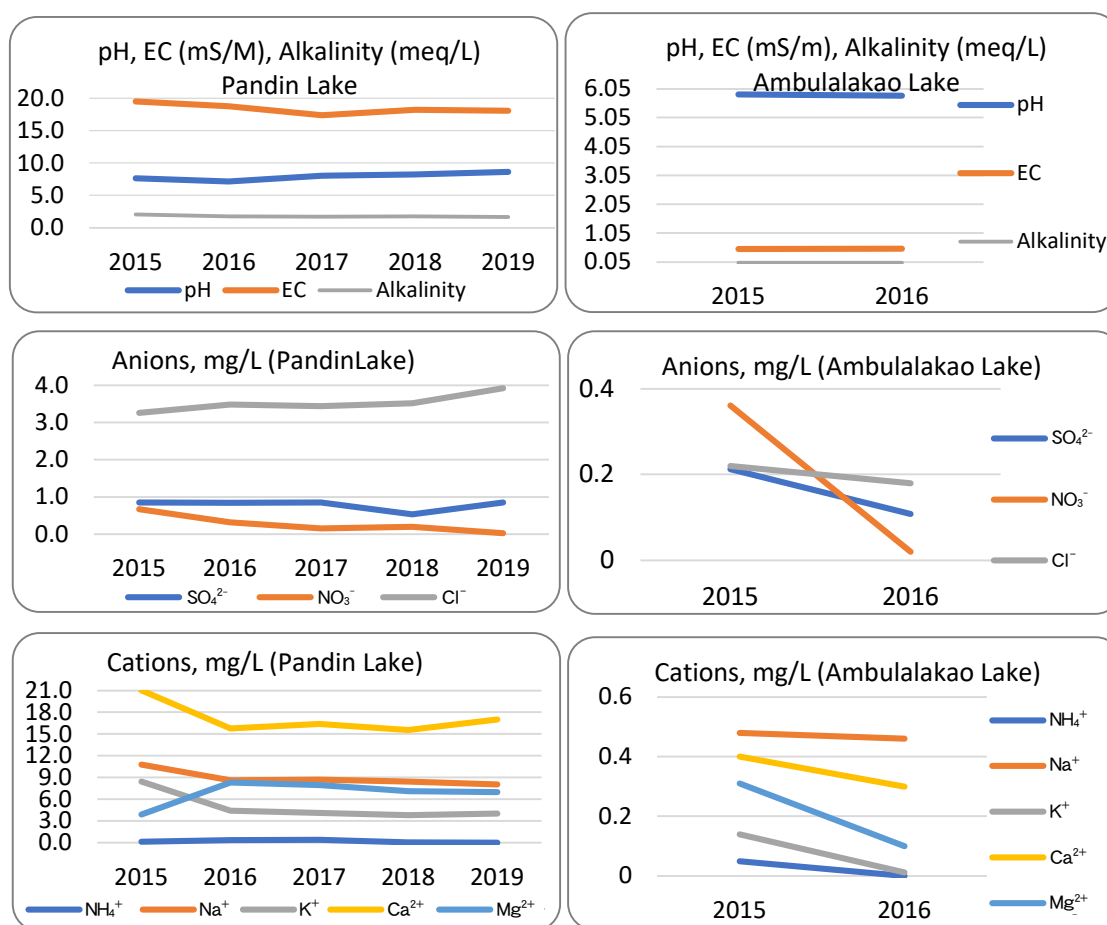 pH, EC (mS/M), Alkalinity (meq/L)
Pandin Lake
20.0
15.0
10.0
5.0
0.0
2015 2016 2017 2018 2019
pH EC Alkalinity
pH, EC (mS/m), Alkalinity (meq/L)
Ambulalakao Lake
6.05
5.05
4.05
3.05
2.05
1.05
0.05
2015 2016
pH
EC
Alkalinity
Anions, mg/L (PandinLake)
4.0
3.0
2.0
1.0
0.0
2015 2016 2017 2018 2019
SO₄²⁻ NO₃⁻ Cl⁻
Anions, mg/L (Ambulalakao Lake)
0.4
0.2
0
2015 2016
SO₄²⁻
NO₃⁻
Cl⁻
Cations, mg/L (Pandin Lake)
21.0
18.0
15.0
12.0
9.0
6.0
3.0
0.0
2015 2016 2017 2018 2019
NH₄⁺ Na⁺ K⁺ Ca²⁺ Mg²⁺
Cations, mg/L (Ambulalakao Lake)
0.6
0.4
0.2
0
2015 2016
NH₄⁺
Na⁺
K⁺
Ca²⁺
Mg²⁺